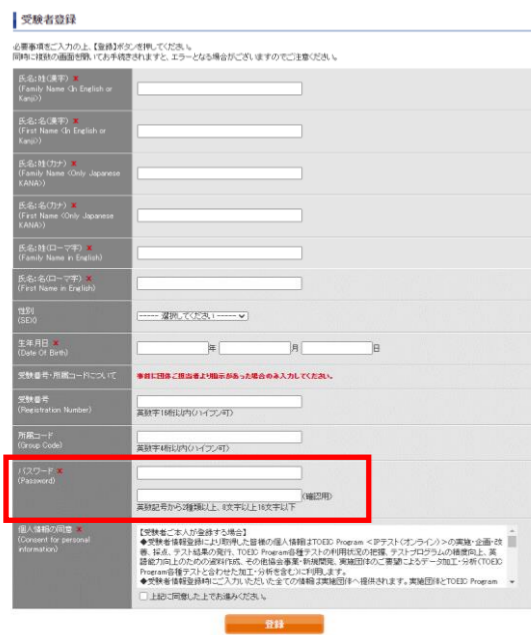 受験者登録
必要事項をご入力の上、【登録】ボタンを押してください。
同時に複数の画面を開いてお手続きされますと、エラーとなる場合がございますのでご注意ください。
氏名:姓(漢字) ✖
(Family Name <In English or
Kanji>)
氏名:名(漢字) ✖
(First Name <In English or
Kanji>)
氏名:姓(カナ) ✖
(Family Name <Only Japanese
KANA>)
氏名:名(カナ) ✖
(First Name <Only Japanese
KANA>)
氏名:姓(ローマ字) ✖
(Family Name in English)
氏名:名(ローマ字) ✖
(First Name in English)
性別
(SEX)
----- 選択してください -----
生年月日 ✖
(Date Of Birth)
年 月 日
受験番号・所属コードについて
事前に団体ご担当者より指示があった場合のみ入力してください。
受験番号
(Registration Number)
英数字16桁以内(ハイフン可)
所属コード
(Group Code)
英数字4桁以内(ハイフン可)
パスワード ✖
(Password)
(確認用)
英数記号から2種類以上、8文字以上16文字以下
個人情報の同意 ✖
(Consent for personal
information)
【受験者ご本人が登録する場合】
◆受験者情報登録により取得した皆様の個人情報はTOEIC Program <IPテスト(オンライン)>の実施・企画・改
善、採点、テスト結果の発行、TOEIC Program各種テストの利用状況の把握、テストプログラムの精度向上、英
語能力向上のための資料作成、その他協会事業・新規開発、実施団体のご要望によるデータ加工・分析(TOEIC
Program各種テストと合わせた加工・分析を含む)に利用します。
◆受験者情報登録時にご入力いただいた全ての情報は実施団体へ提供されます。実施団体とTOEIC Program
上記に同意した上でお進みください。
登録